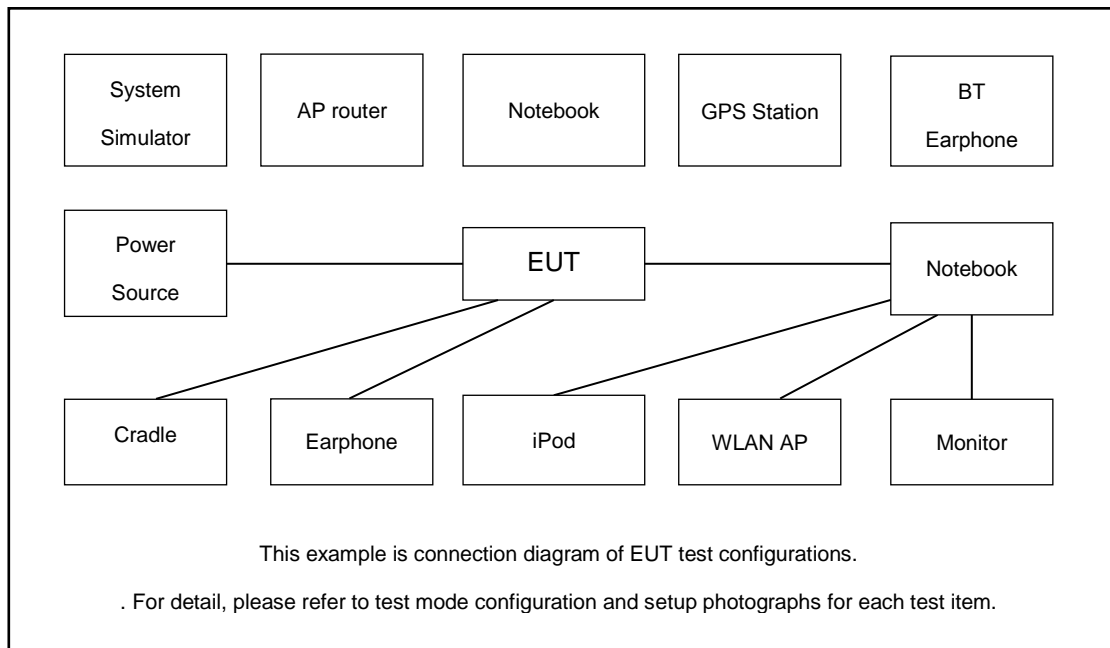 System
Simulator
AP router
Notebook
GPS Station
BT
Earphone
Power
Source
EUT
Notebook
Cradle
Earphone
iPod
WLAN AP
Monitor
This example is connection diagram of EUT test configurations.
. For detail, please refer to test mode configuration and setup photographs for each test item.